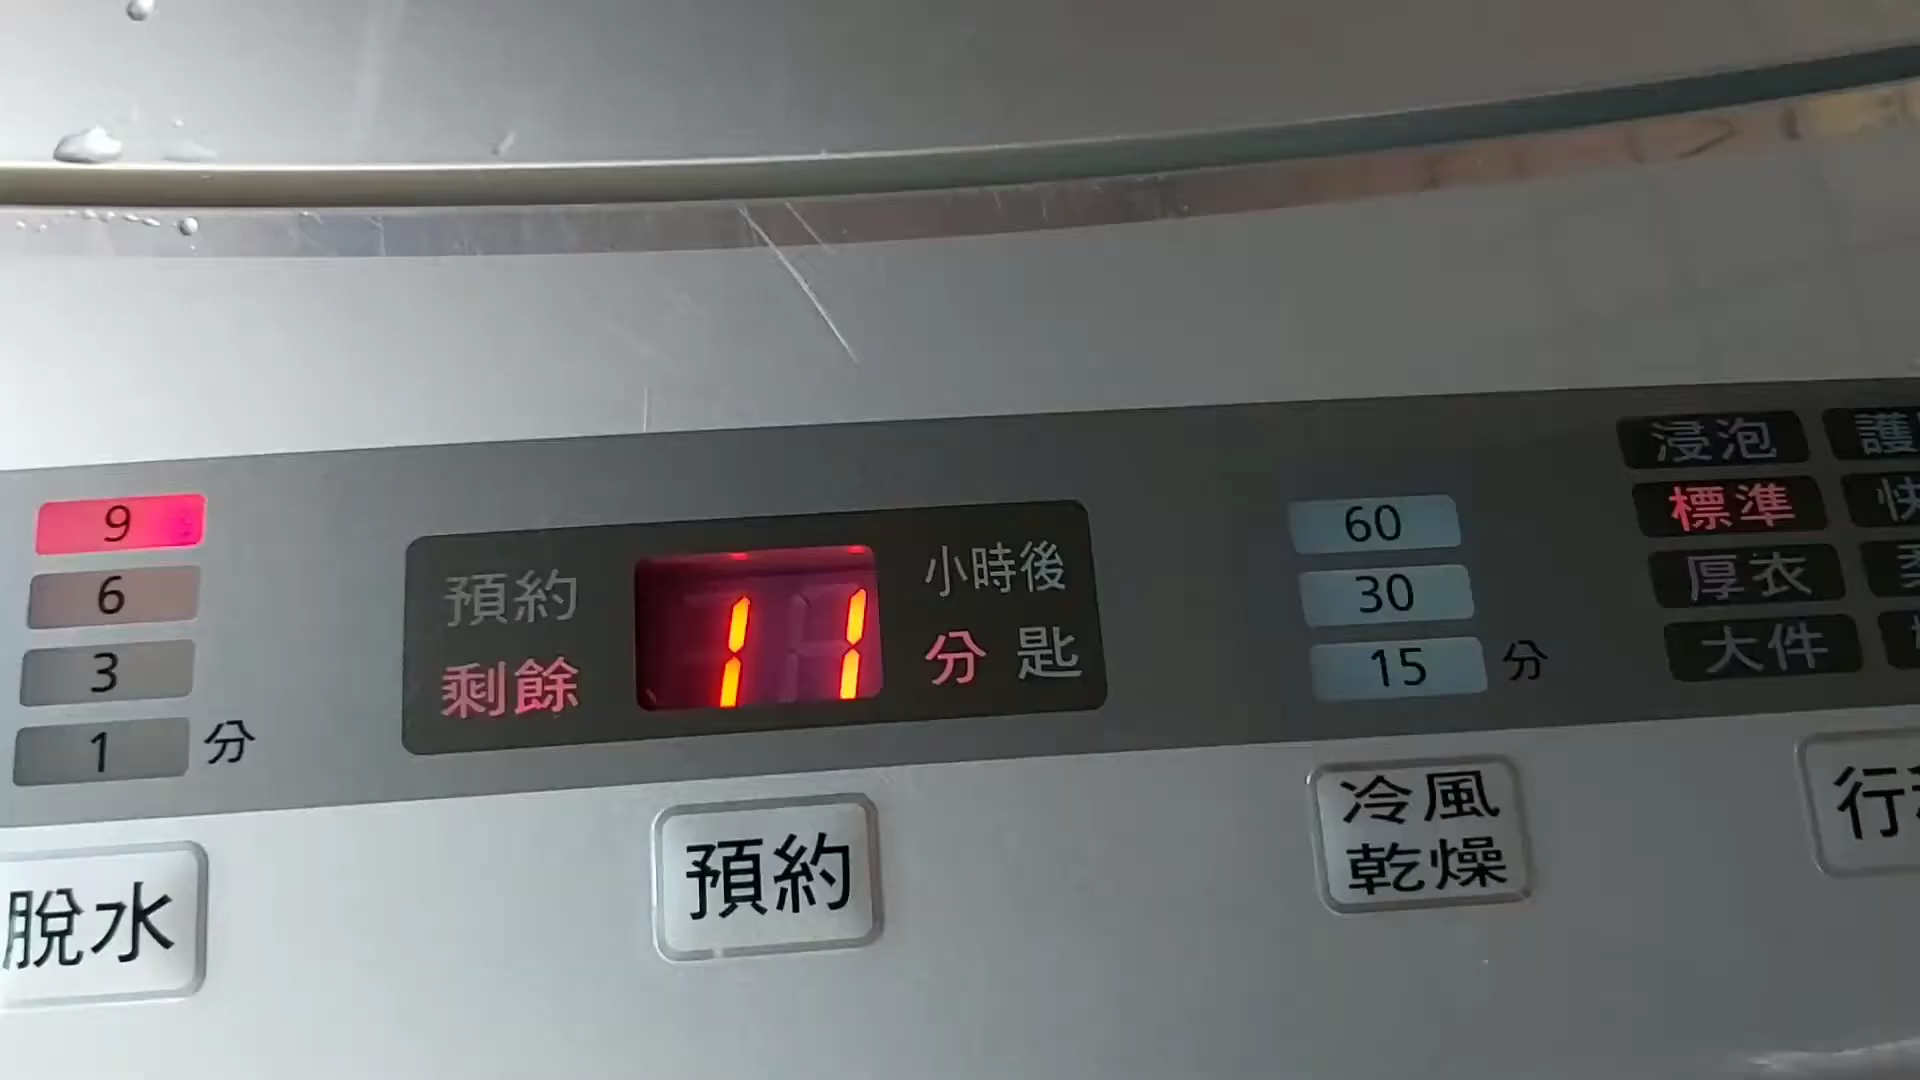 9
6
3
1 分
脫水
預約
剩餘
11
小時後
分 匙
預約
60
30
15 分
冷風
乾燥
浸泡
標準
厚衣
大件
護
快
行